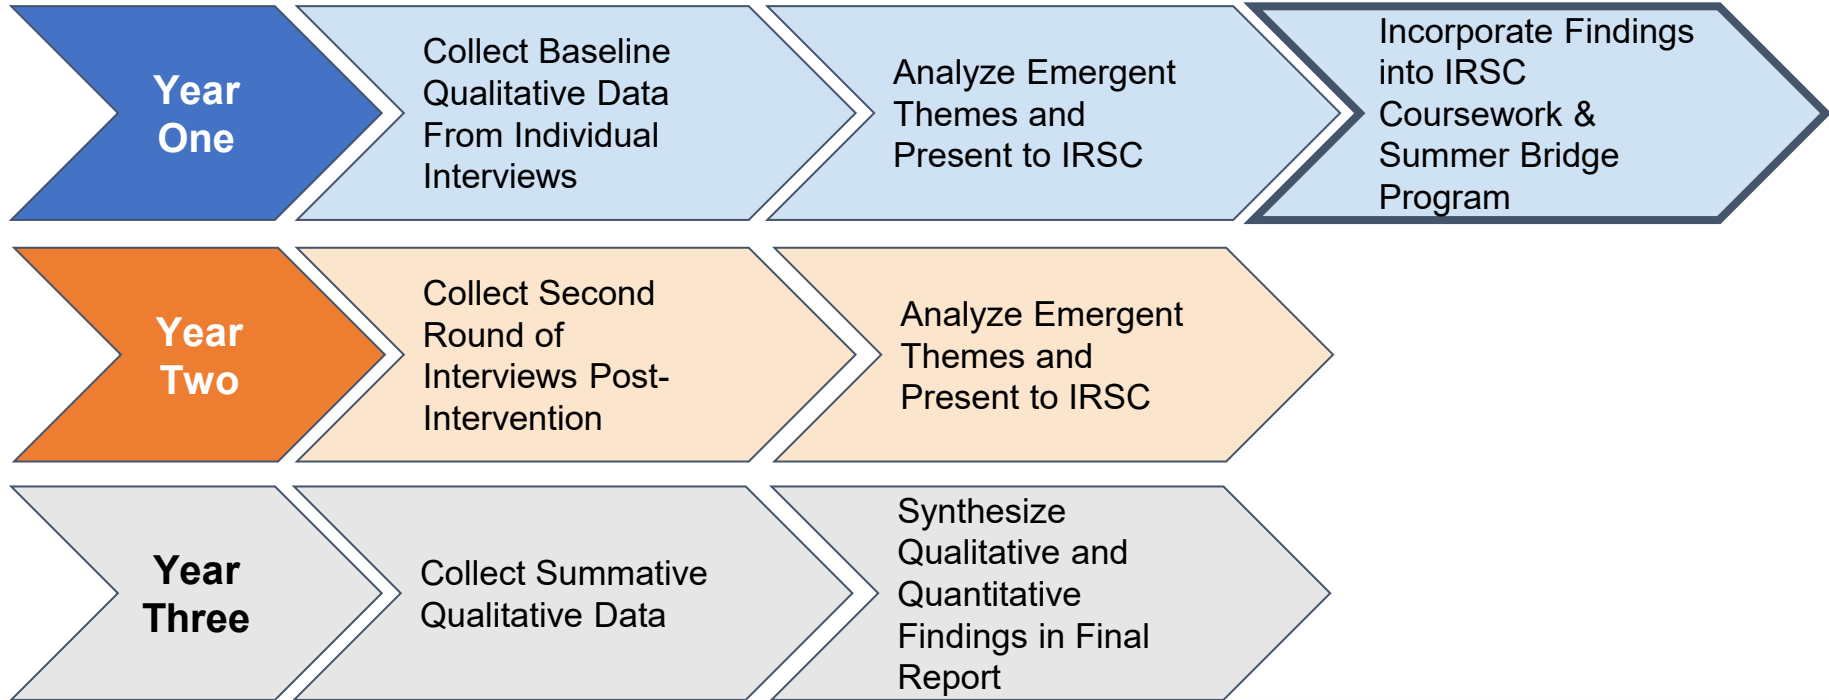 Year
One
Collect Baseline
Qualitative Data
From Individual
Interviews
Analyze Emergent
Themes and
Present to IRSC
Incorporate Findings
into IRSC
Coursework &
Summer Bridge
Program
Year
Two
Collect Second
Round of
Interviews Post-
Intervention
Analyze Emergent
Themes and
Present to IRSC
Year
Three
Collect Summative
Qualitative Data
Synthesize
Qualitative and
Quantitative
Findings in Final
Report